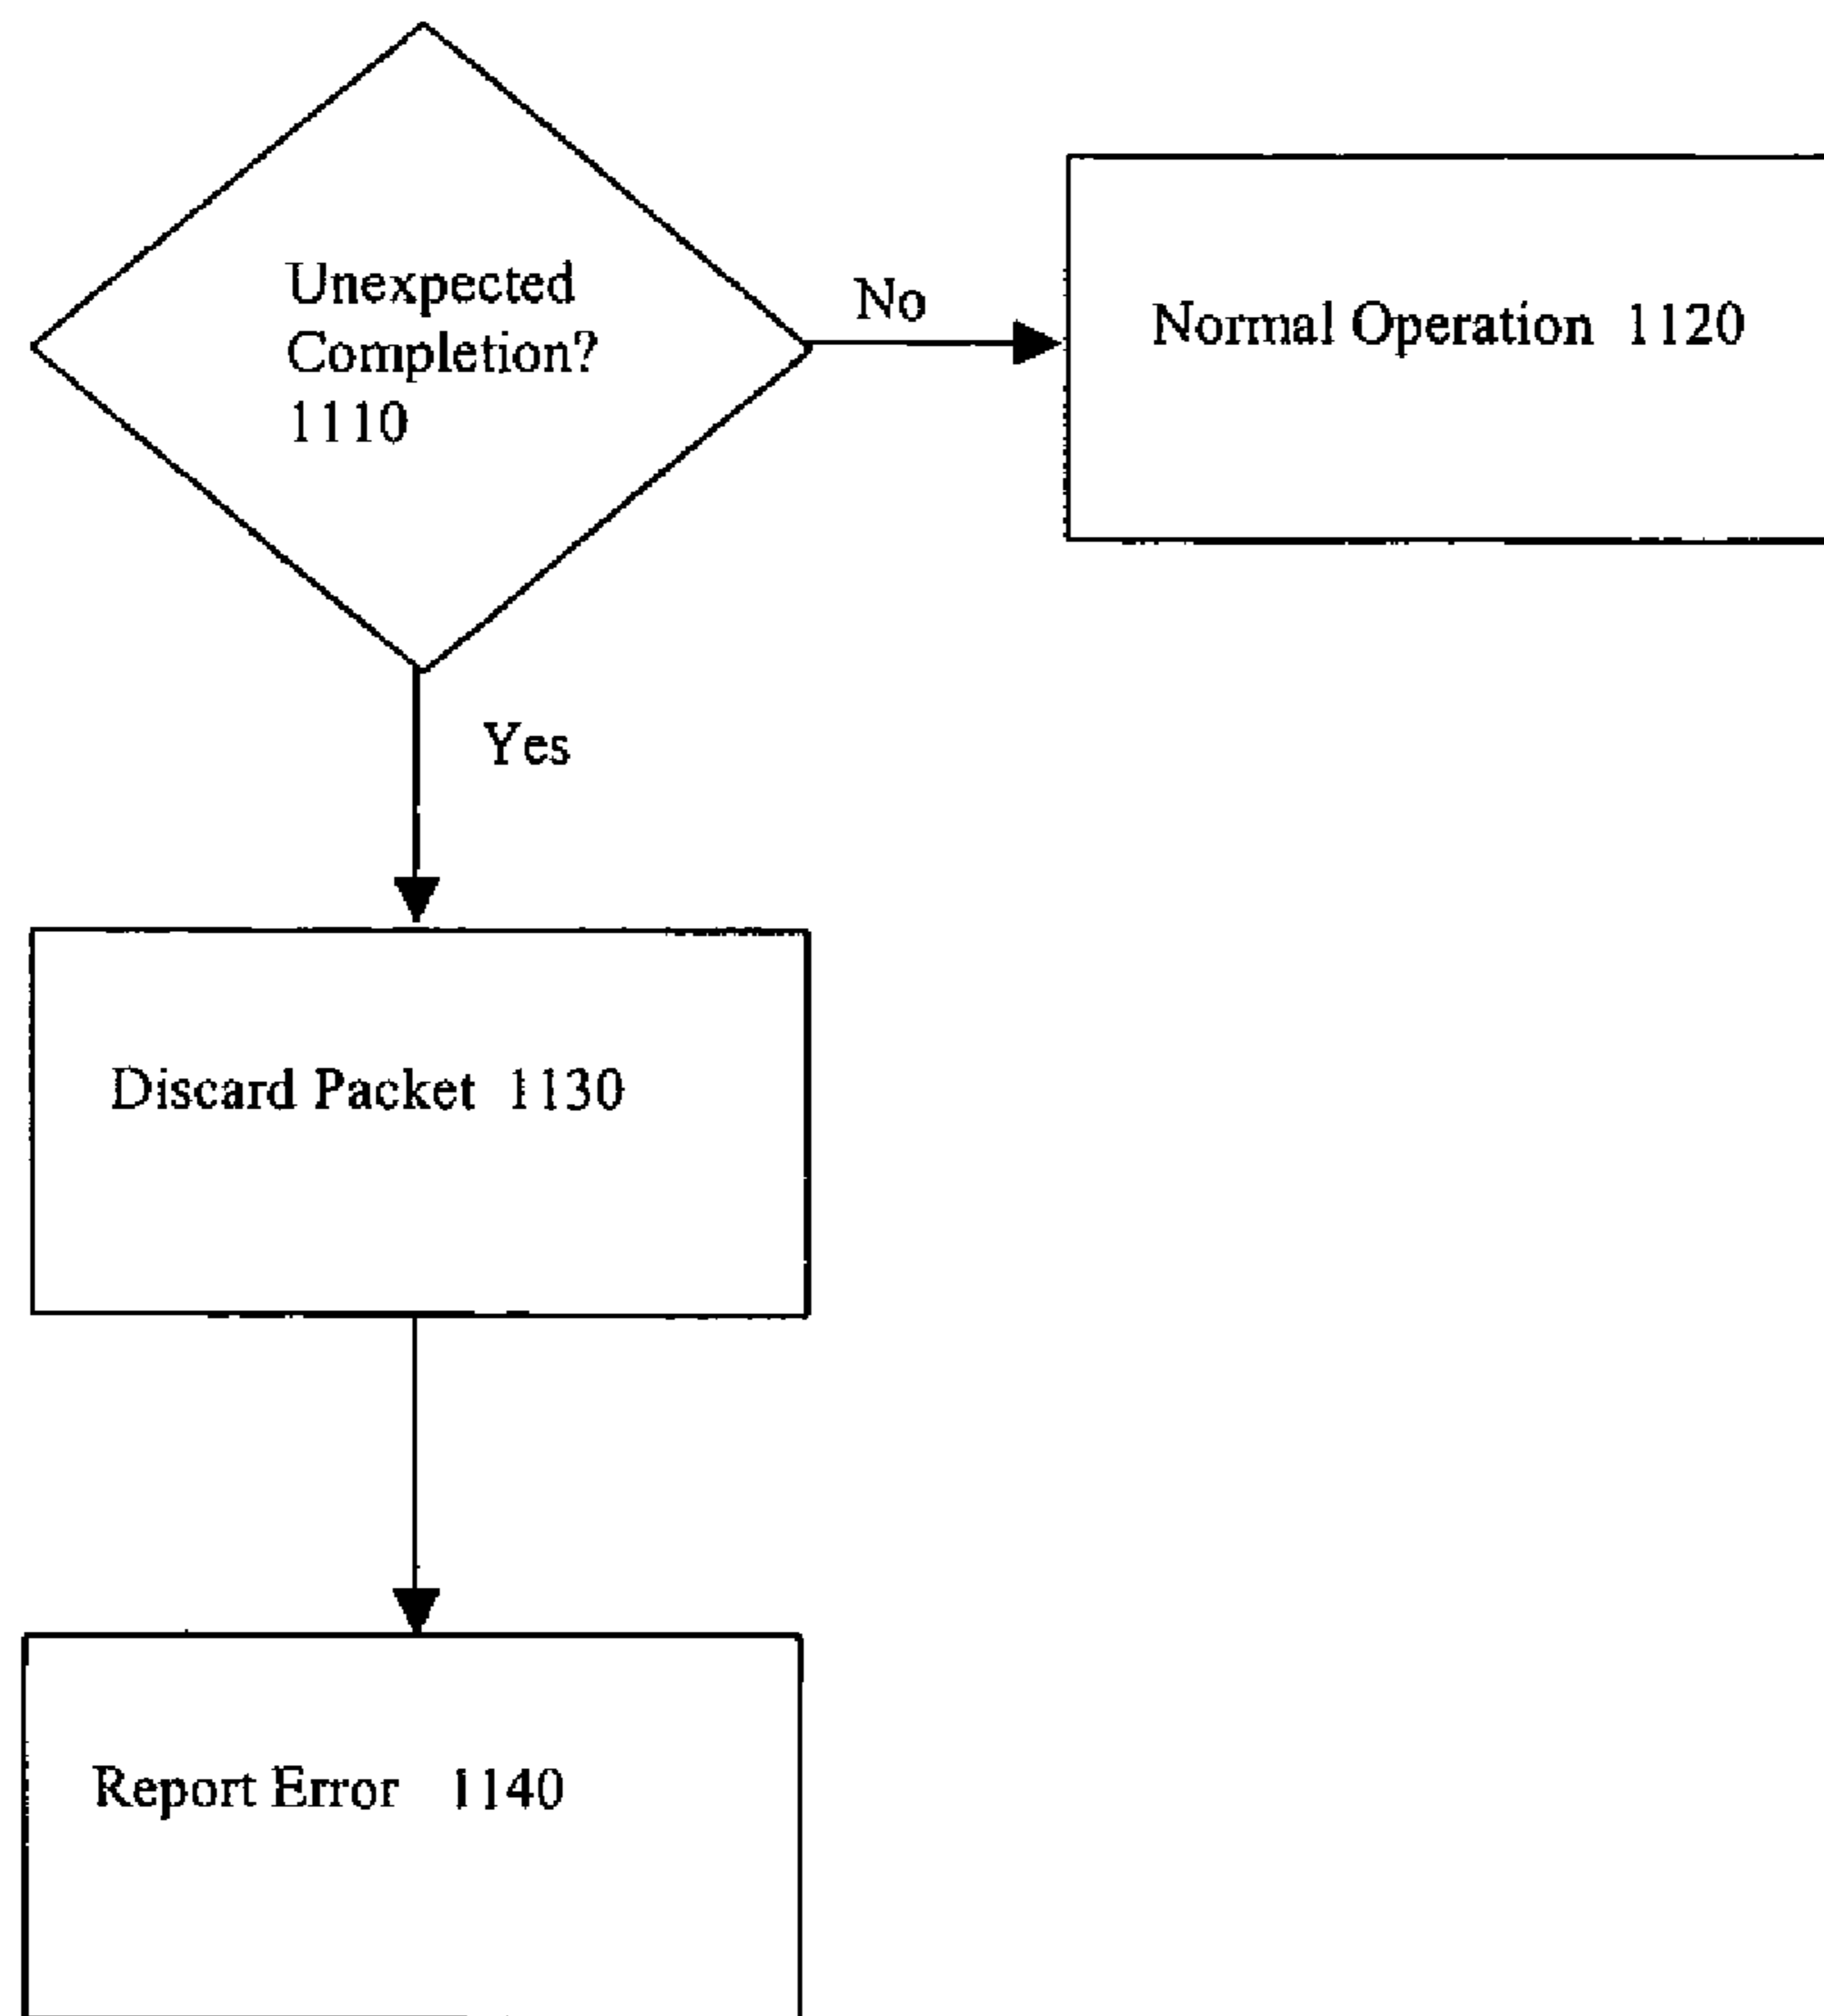 Unexpected
Completion?
1110
No
Normal Operation 1120
Yes
Discard Packet 1130
Report Error 1140